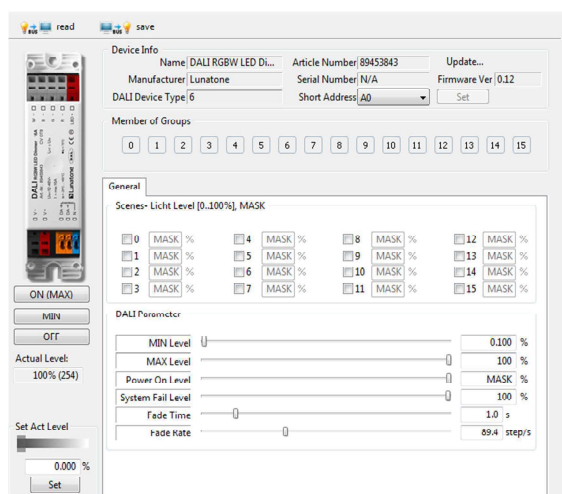 read save
Device Info
Name DALI RGBW LED Di... Article Number 89453843 Update...
Manufacturer Lunatone Serial Number N/A Firmware Ver 0.12
DALI Device Type 6 Short Address A0 Set
Member of Groups
0 1 2 3 4 5 6 7 8 9 10 11 12 13 14 15
General
Scenes- Licht Level [0..100%], MASK
0 MASK % 4 MASK % 8 MASK % 12 MASK %
1 MASK % 5 MASK % 9 MASK % 13 MASK %
2 MASK % 6 MASK % 10 MASK % 14 MASK %
3 MASK % 7 MASK % 11 MASK % 15 MASK %
DALI Parameter
MIN Level 0.100 %
MAX Level 100 %
Power On Level MASK %
System Fail Level 100 %
Fade Time 1.0 s
Fade Rate 89.4 step/s
DALI RGBW LED Dimmer
Lunatone
ON (MAX)
MIN
OFF
Actual Level:
100% (254)
Set Act Level
0.000 %
Set